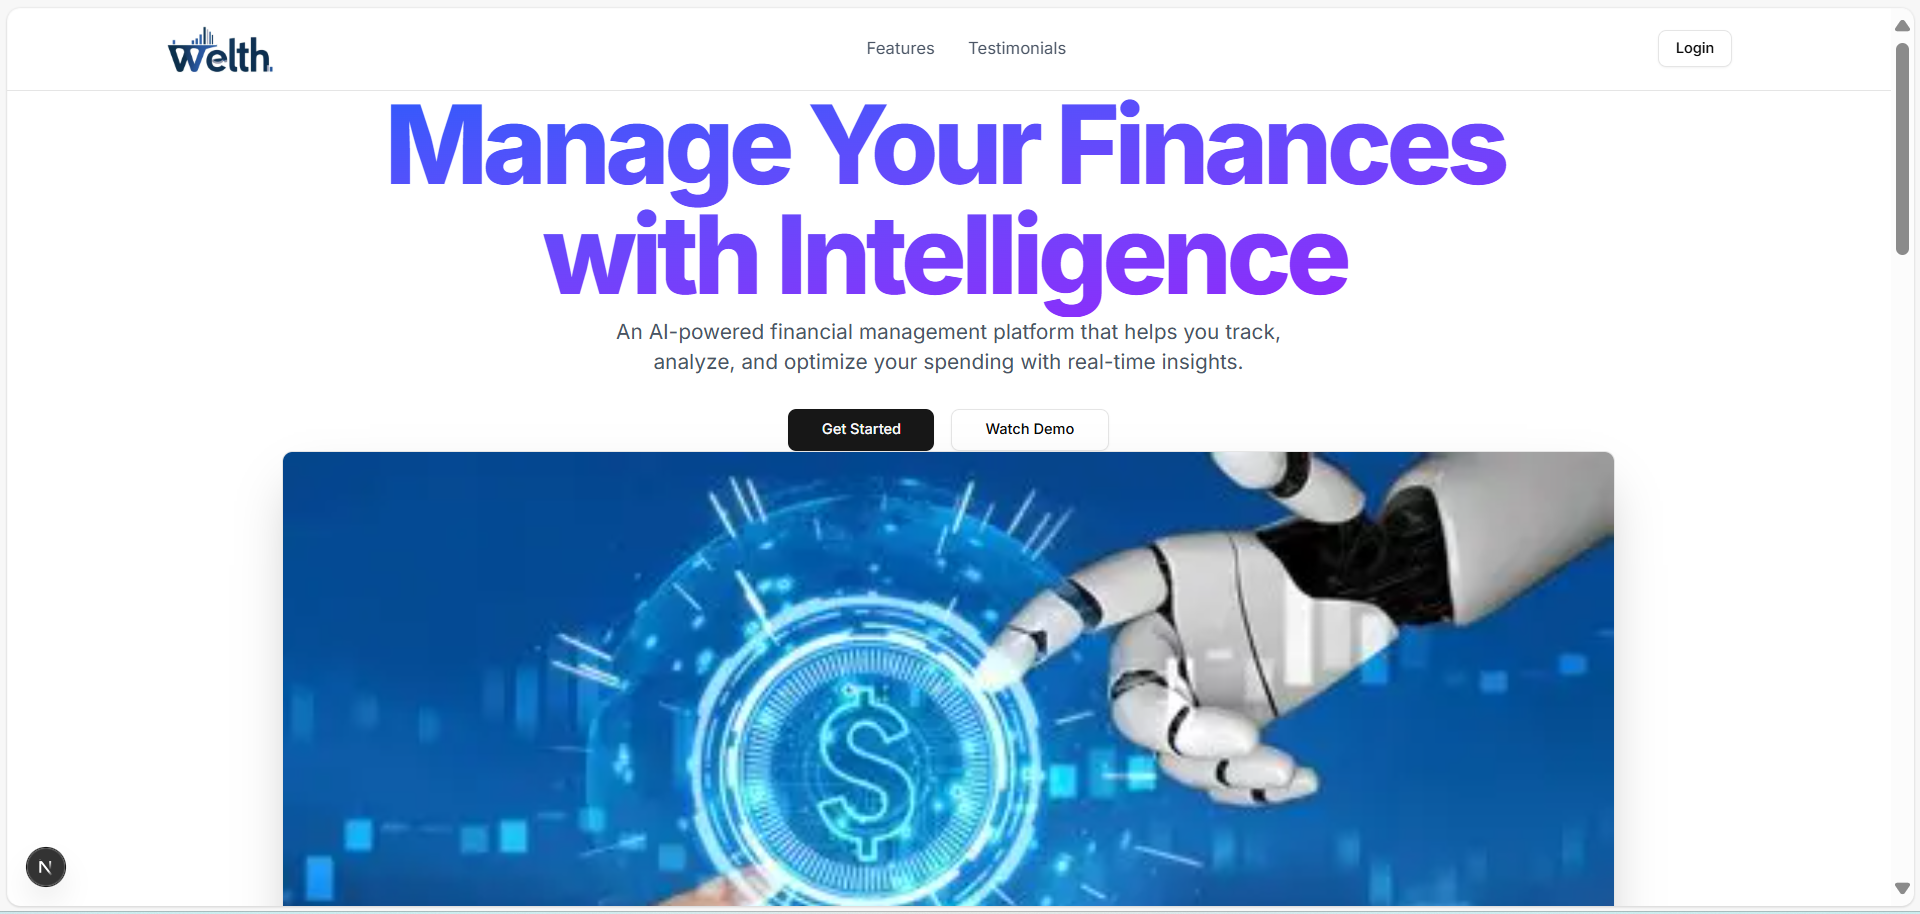 Welth.
Features
Testimonials
Login
Manage Your Finances
with Intelligence
An AI-powered financial management platform that helps you track,
analyze, and optimize your spending with real-time insights.
Get Started
Watch Demo
$
N